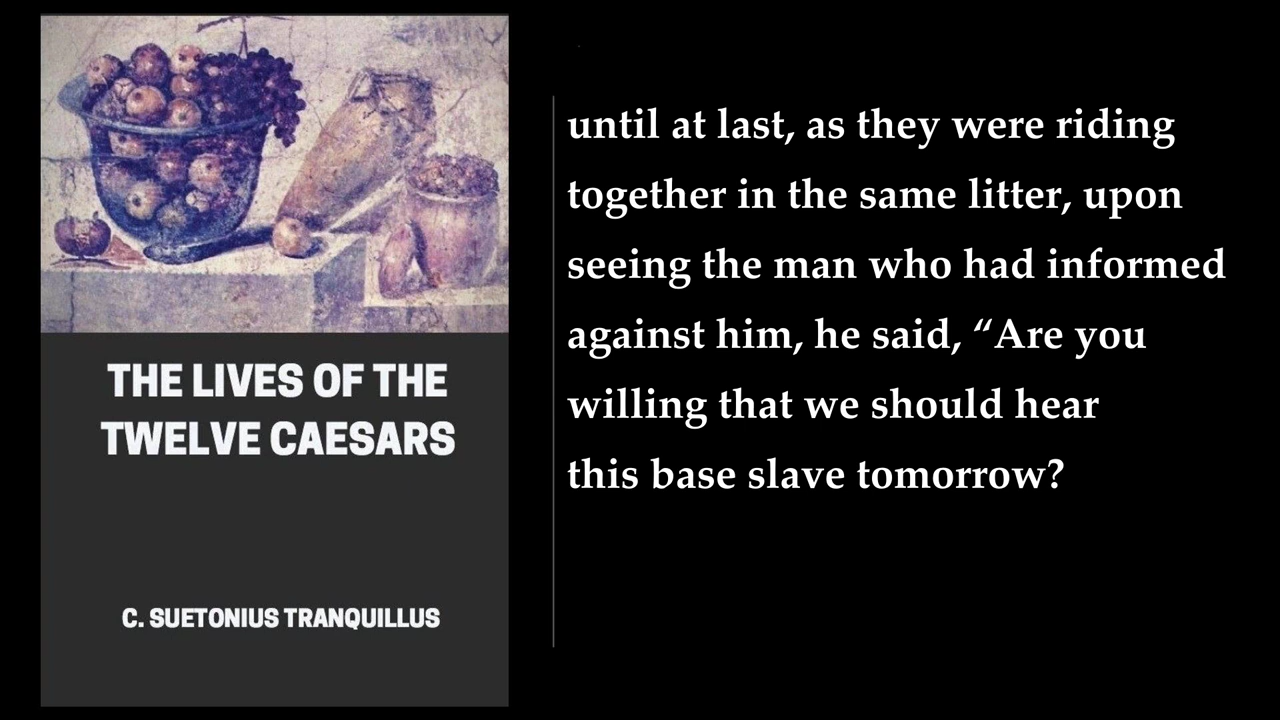 THE LIVES OF THE
TWELVE CAESARS
C. SUETONIUS TRANQUILLUS
until at last, as they were riding
together in the same litter, upon
seeing the man who had informed
against him, he said, “Are you
willing that we should hear
this base slave tomorrow?